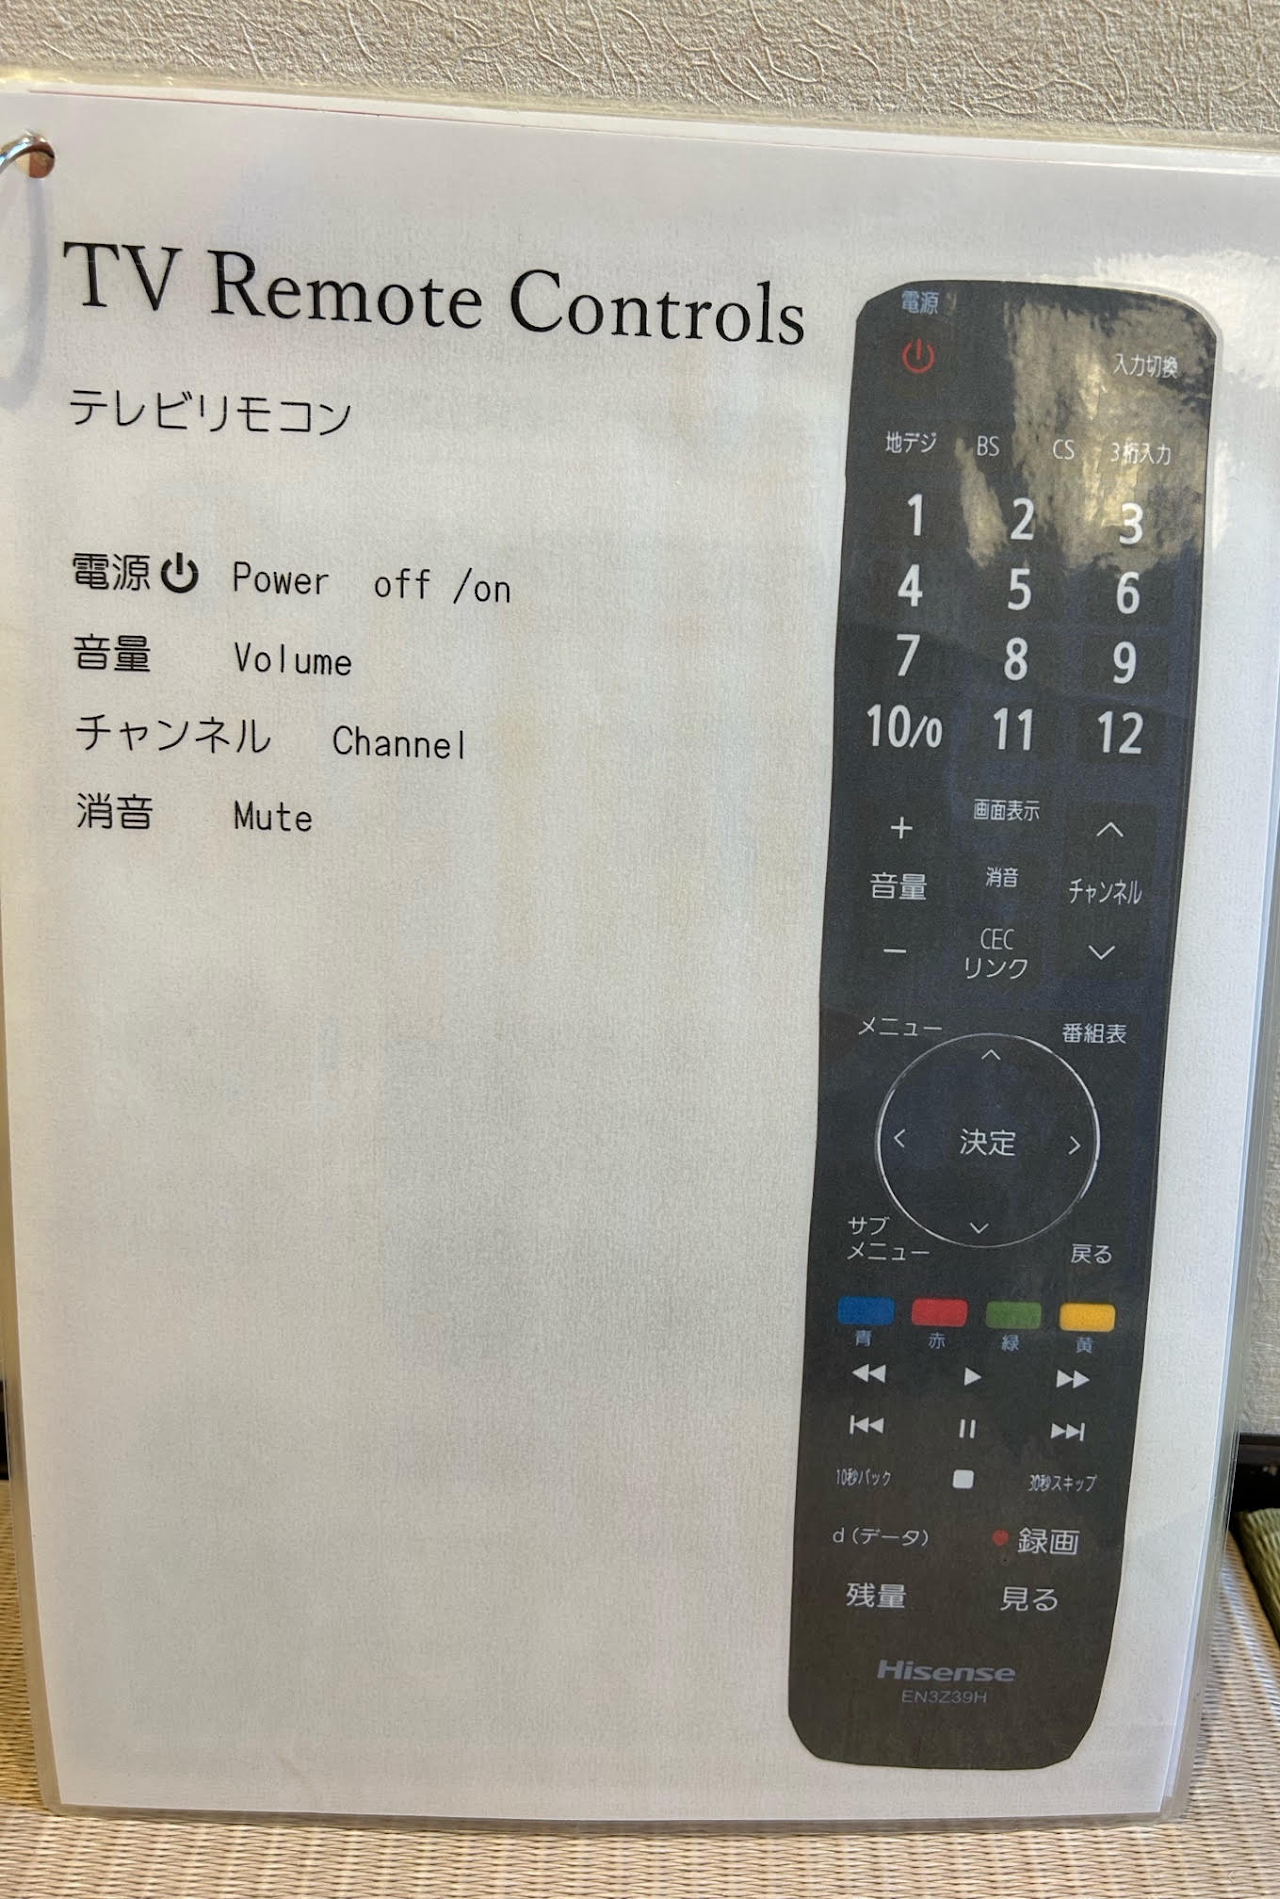 TV Remote Controls
テレビリモコン
電源 Power off /on
音量 Volume
チャンネル Channel
消音 Mute
電源
入力切換
地デジ BS CS 3桁入力
1 2 3
4 5 6
7 8 9
10/0 11 12
+ 画面表示
音量 消音 チャンネル
− CEC
リンク
メニュー 番組表
決定
サブ
メニュー 戻る
青 赤 緑 黄
10秒バック 30秒スキップ
d(データ) 録画
残量 見る
Hisense
EN3Z39H